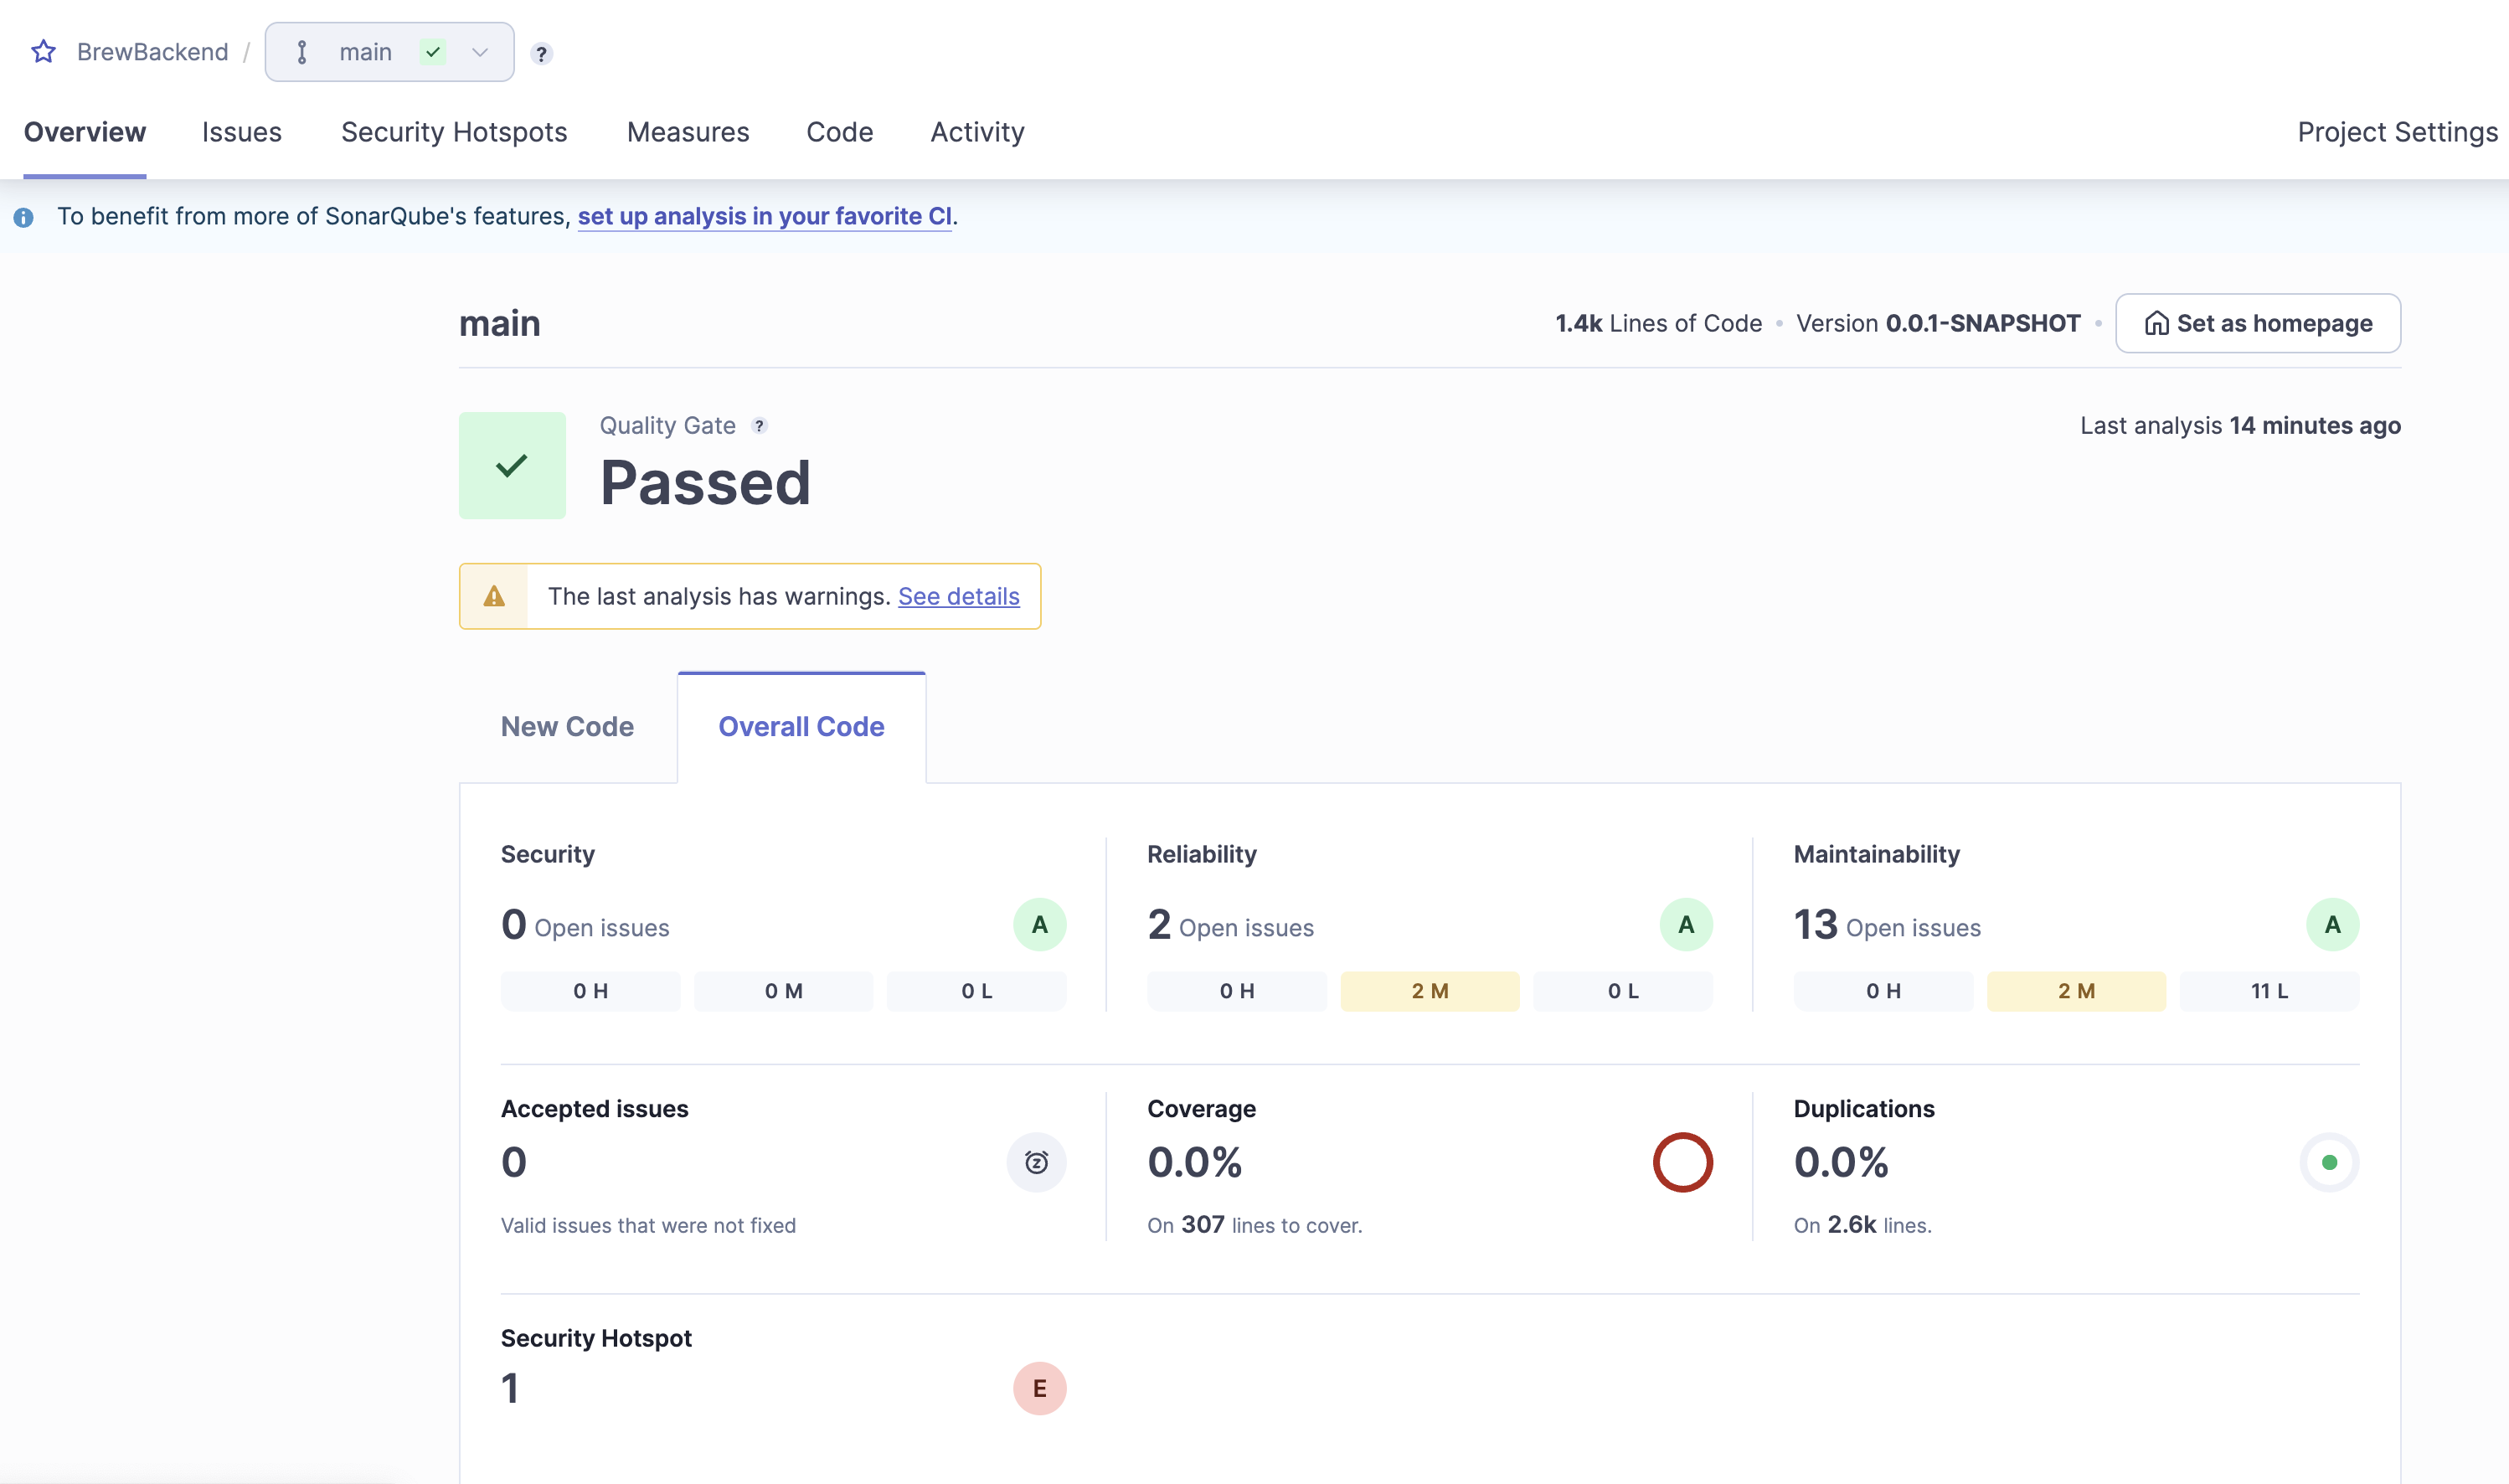 BrewBackend / main ?
Overview Issues Security Hotspots Measures Code Activity Project Settings
To benefit from more of SonarQube's features, set up analysis in your favorite CI.
main 1.4k Lines of Code • Version 0.0.1-SNAPSHOT • Set as homepage
Quality Gate ? Last analysis 14 minutes ago
Passed
The last analysis has warnings. See details
New Code Overall Code
Security Reliability Maintainability
0 Open issues A 2 Open issues A 13 Open issues A
0 H 0 M 0 L 0 H 2 M 0 L 0 H 2 M 11 L
Accepted issues Coverage Duplications
0 0.0% 0.0%
Valid issues that were not fixed On 307 lines to cover. On 2.6k lines.
Security Hotspot
1 E